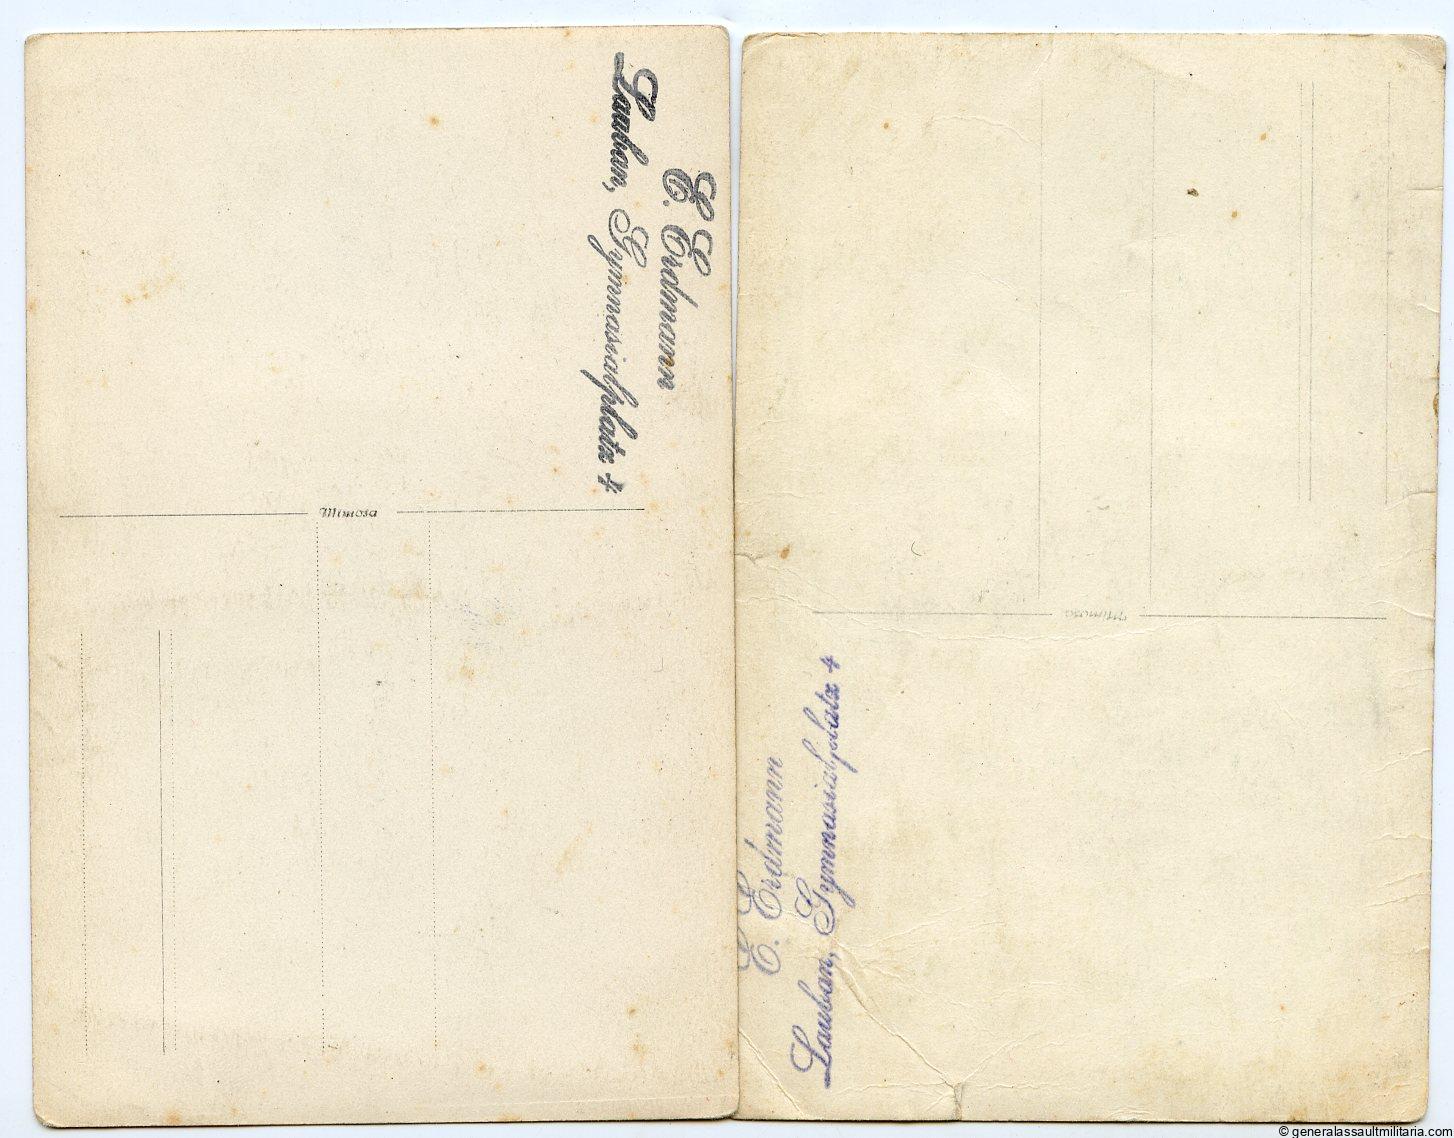 E. Erdmann
Lauban, Gymnasialplatz 4
Mimosa
Mimosa
E. Erdmann
Lauban, Gymnasialplatz 4
© generalassaultmilitaria.com